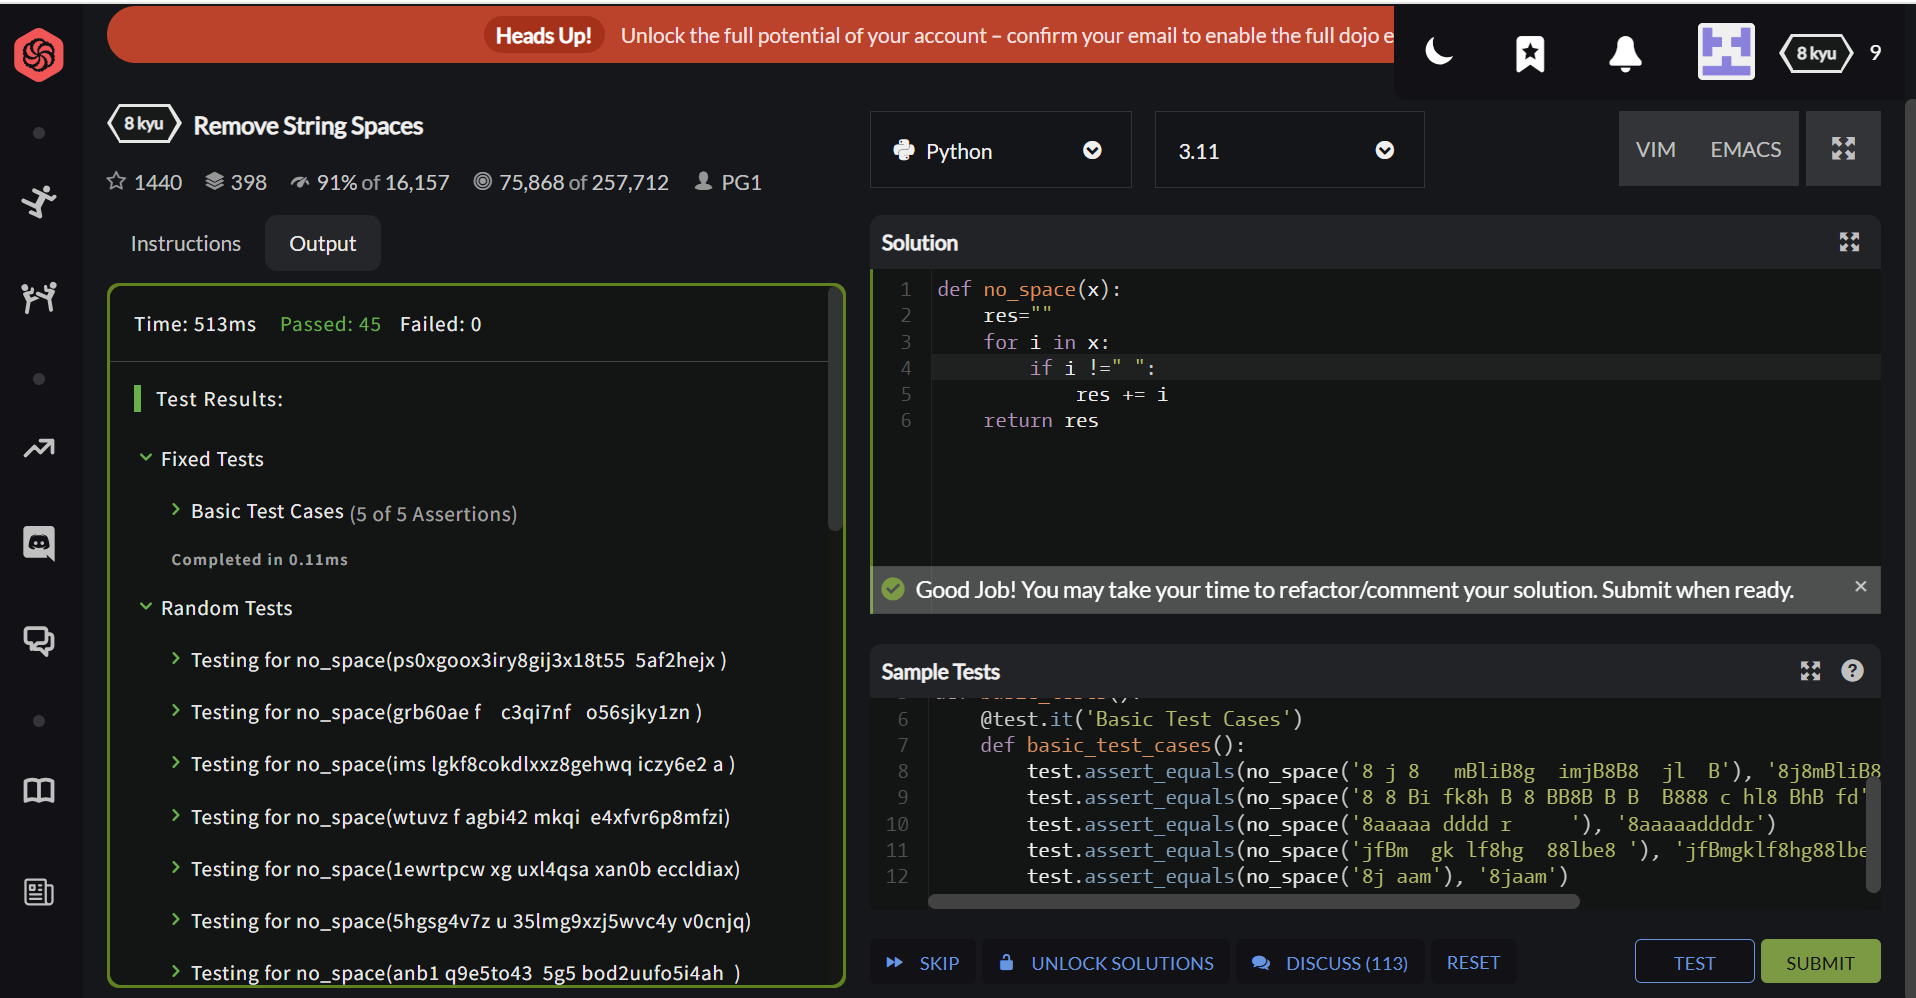 Heads Up! Unlock the full potential of your account – confirm your email to enable the full dojo e
8 kyu 9
8 kyu Remove String Spaces
1440 398 91% of 16,157 75,868 of 257,712 PG1
Python 3.11 VIM EMACS
Instructions Output
Time: 513ms Passed: 45 Failed: 0
Test Results:
Fixed Tests
Basic Test Cases (5 of 5 Assertions)
Completed in 0.11ms
Random Tests
Testing for no_space(ps0xgoox3iry8gij3x18t55  5af2hejx )
Testing for no_space(grb60ae f    c3qi7nf   o56sjky1zn )
Testing for no_space(ims lgkf8cokdlxxz8gehwq iczy6e2 a )
Testing for no_space(wtuvz f agbi42 mkqi  e4xfvr6p8mfzi)
Testing for no_space(1ewrtpcw xg uxl4qsa xan0b eccldiax)
Testing for no_space(5hgsg4v7z u 35lmg9xzj5wvc4y v0cnjq)
Testing for no_space(anb1 q9e5to43  5g5 bod2uufo5i4ah  )
Solution
1 def no_space(x):
2     res=""
3     for i in x:
4         if i !=" ":
5             res += i
6     return res
Good Job! You may take your time to refactor/comment your solution. Submit when ready.
Sample Tests
6     @test.it('Basic Test Cases')
7     def basic_test_cases():
8         test.assert_equals(no_space('8 j 8   mBliB8g  imjB8B8  jl  B'), '8j8mBliB8
9         test.assert_equals(no_space('8 8 Bi fk8h B 8 BB8B B B  B888 c hl8 BhB fd'
10         test.assert_equals(no_space('8aaaaa dddd r     '), '8aaaaaddddr')
11         test.assert_equals(no_space('jfBm  gk lf8hg  88lbe8 '), 'jfBmgklf8hg88lbe
12         test.assert_equals(no_space('8j aam'), '8jaam')
SKIP UNLOCK SOLUTIONS DISCUSS (113) RESET TEST SUBMIT